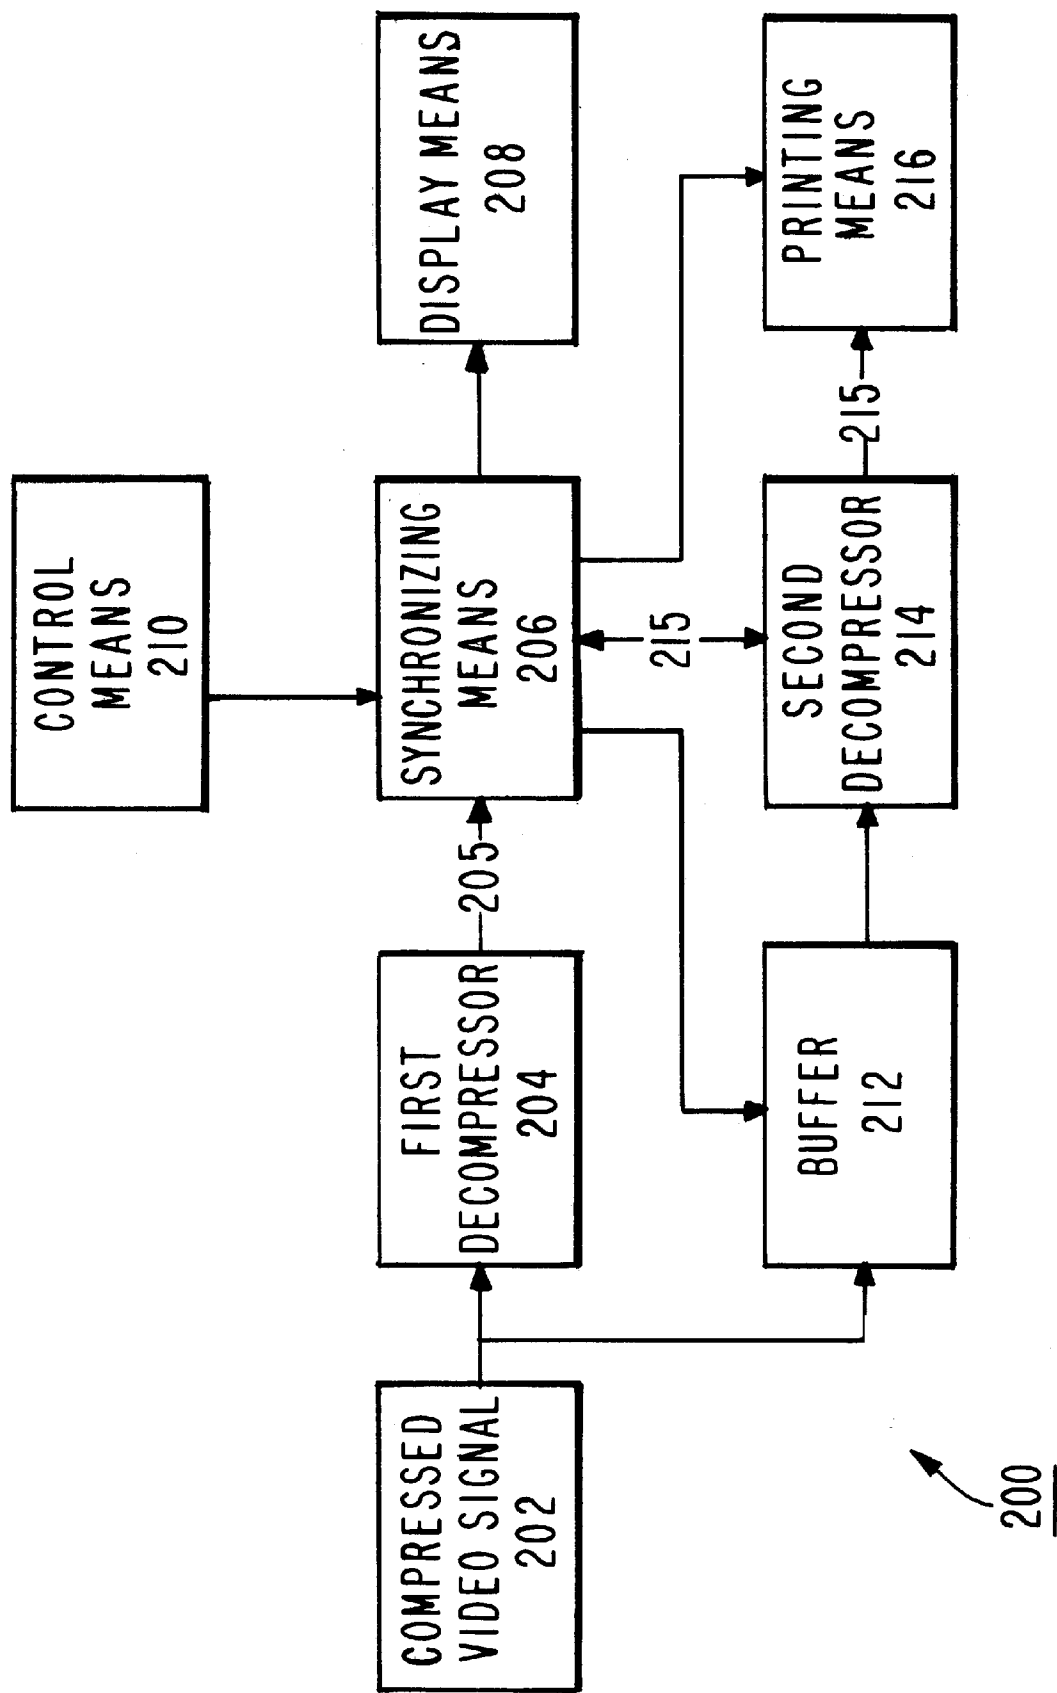 CONTROL
MEANS
210
COMPRESSED
VIDEO SIGNAL
202
FIRST
DECOMPRESSOR
204
205
SYNCHRONIZING
MEANS
206
DISPLAY MEANS
208
215
BUFFER
212
SECOND
DECOMPRESSOR
214
215
PRINTING
MEANS
216
200